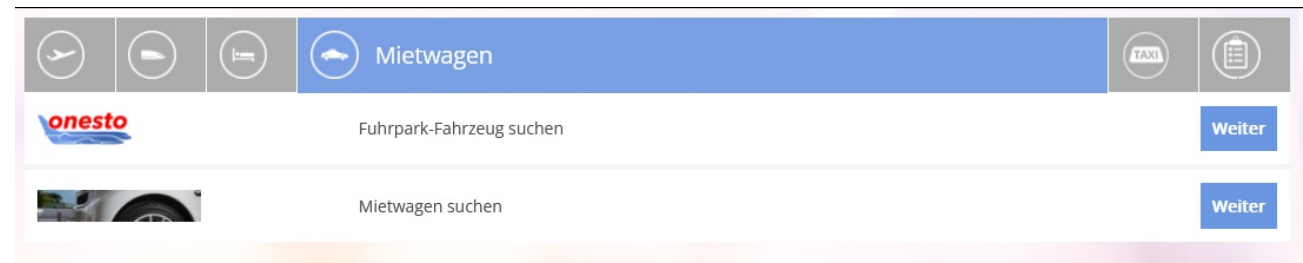 Mietwagen
TAXI
onesto
Fuhrpark-Fahrzeug suchen
Weiter
Mietwagen suchen
Weiter